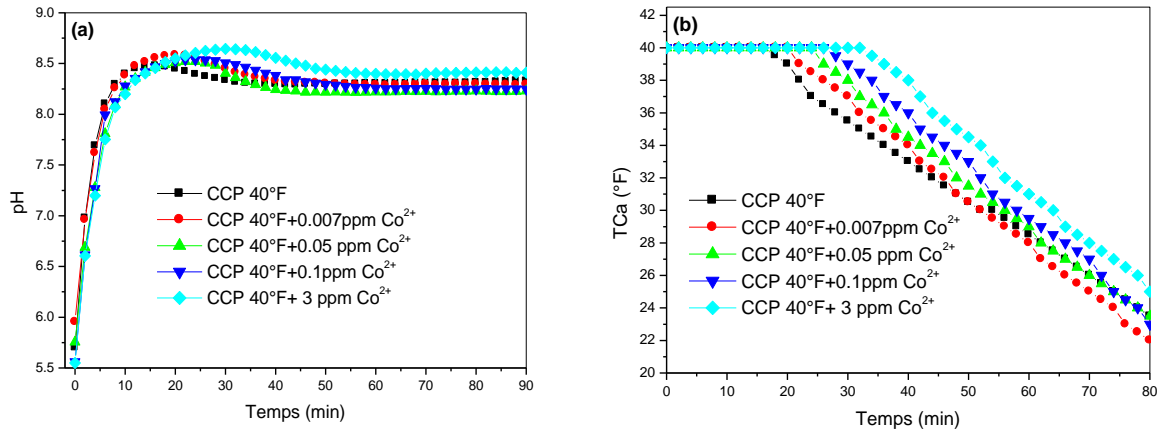 (a)
9.0
8.5
8.0
7.5
7.0
6.5
6.0
5.5
pH
0 10 20 30 40 50 60 70 80 90
Temps (min)
CCP 40°F
CCP 40°F+0.007ppm Co²⁺
CCP 40°F+0.05 ppm Co²⁺
CCP 40°F+0.1ppm Co²⁺
CCP 40°F+ 3 ppm Co²⁺
(b)
42
40
38
36
34
32
30
28
26
24
22
20
TCa (°F)
0 10 20 30 40 50 60 70 80
Temps (min)
CCP 40°F
CCP 40°F+0.007ppm Co²⁺
CCP 40°F+0.05 ppm Co²⁺
CCP 40°F+0.1ppm Co²⁺
CCP 40°F+ 3 ppm Co²⁺